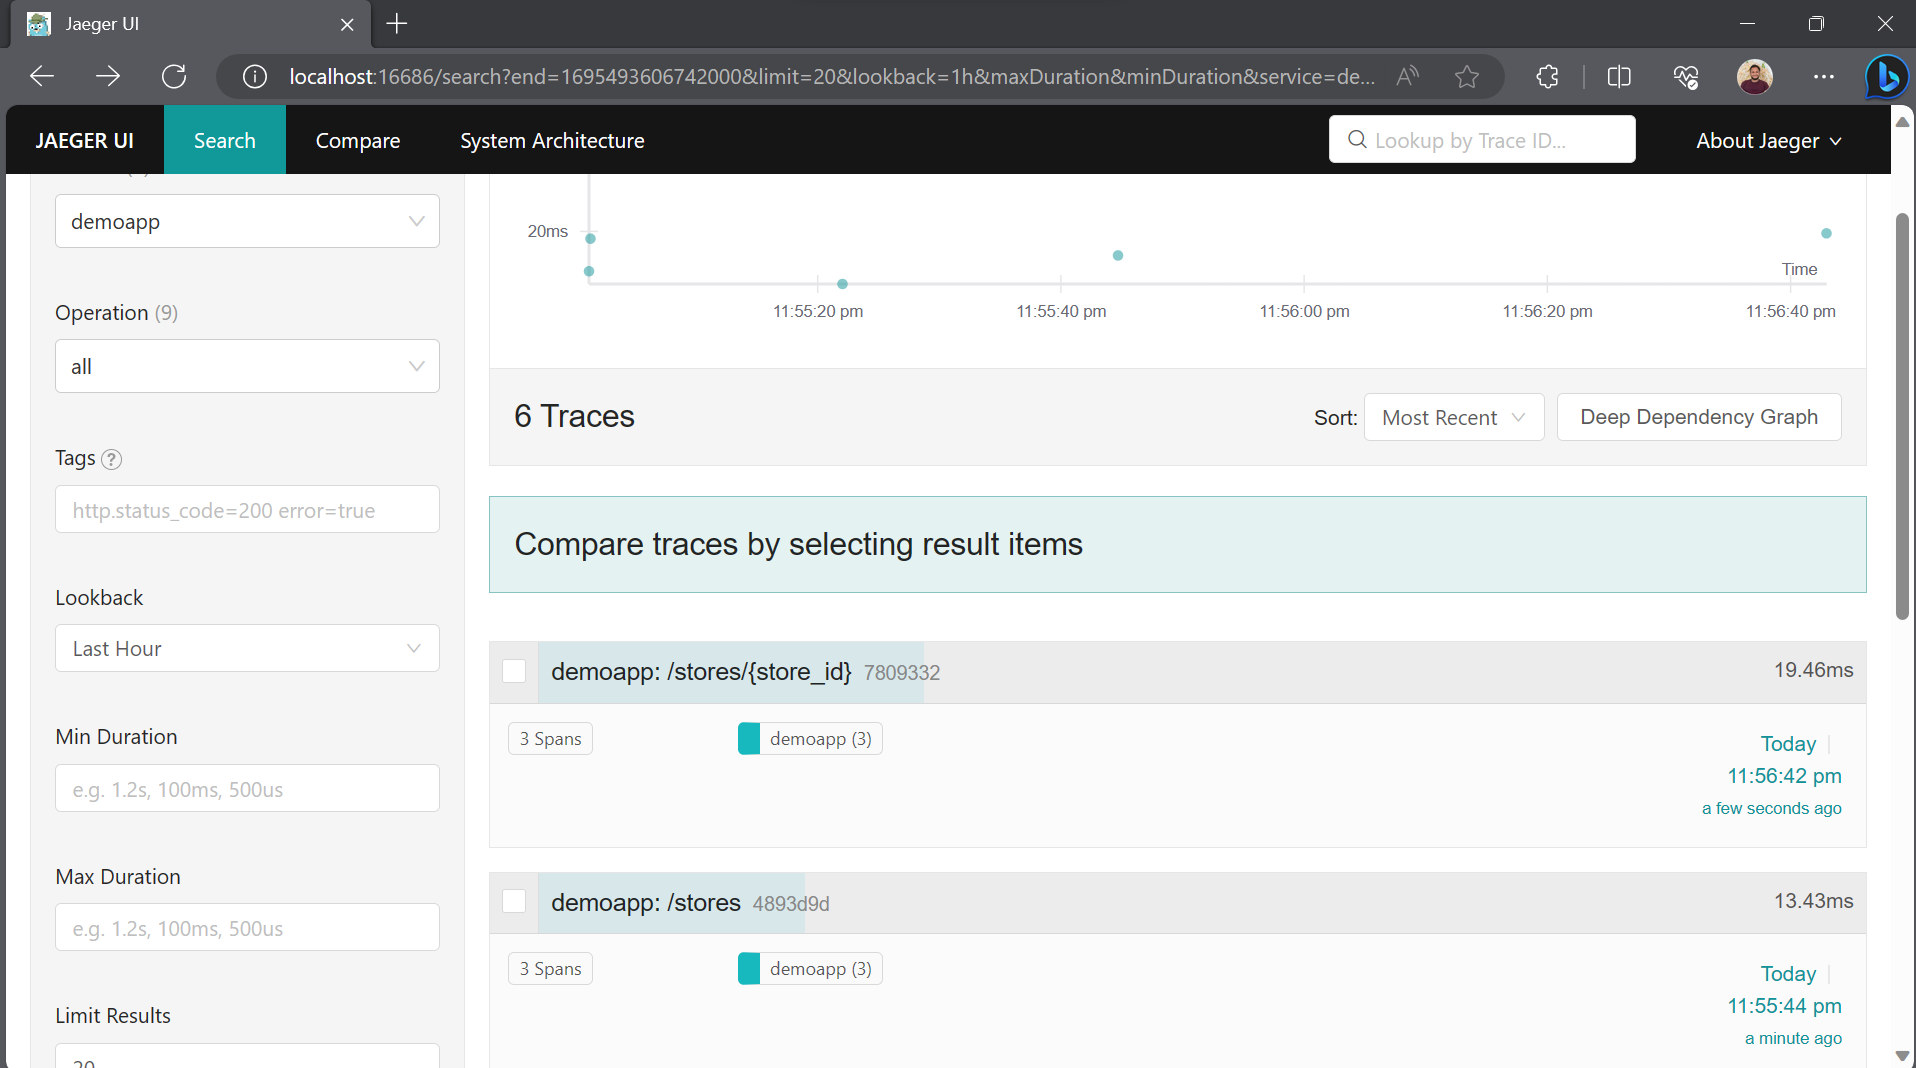 Jaeger UI
localhost:16686/search?end=1695493606742000&limit=20&lookback=1h&maxDuration&minDuration&service=de...
JAEGER UI
Search
Compare
System Architecture
Lookup by Trace ID...
About Jaeger
demoapp
Operation (9)
all
Tags ?
http.status_code=200 error=true
Lookback
Last Hour
Min Duration
e.g. 1.2s, 100ms, 500us
Max Duration
e.g. 1.2s, 100ms, 500us
Limit Results
20
20ms
Time
11:55:20 pm
11:55:40 pm
11:56:00 pm
11:56:20 pm
11:56:40 pm
6 Traces
Sort: Most Recent
Deep Dependency Graph
Compare traces by selecting result items
demoapp: /stores/{store_id} 7809332
19.46ms
3 Spans
demoapp (3)
Today
11:56:42 pm
a few seconds ago
demoapp: /stores 4893d9d
13.43ms
3 Spans
demoapp (3)
Today
11:55:44 pm
a minute ago